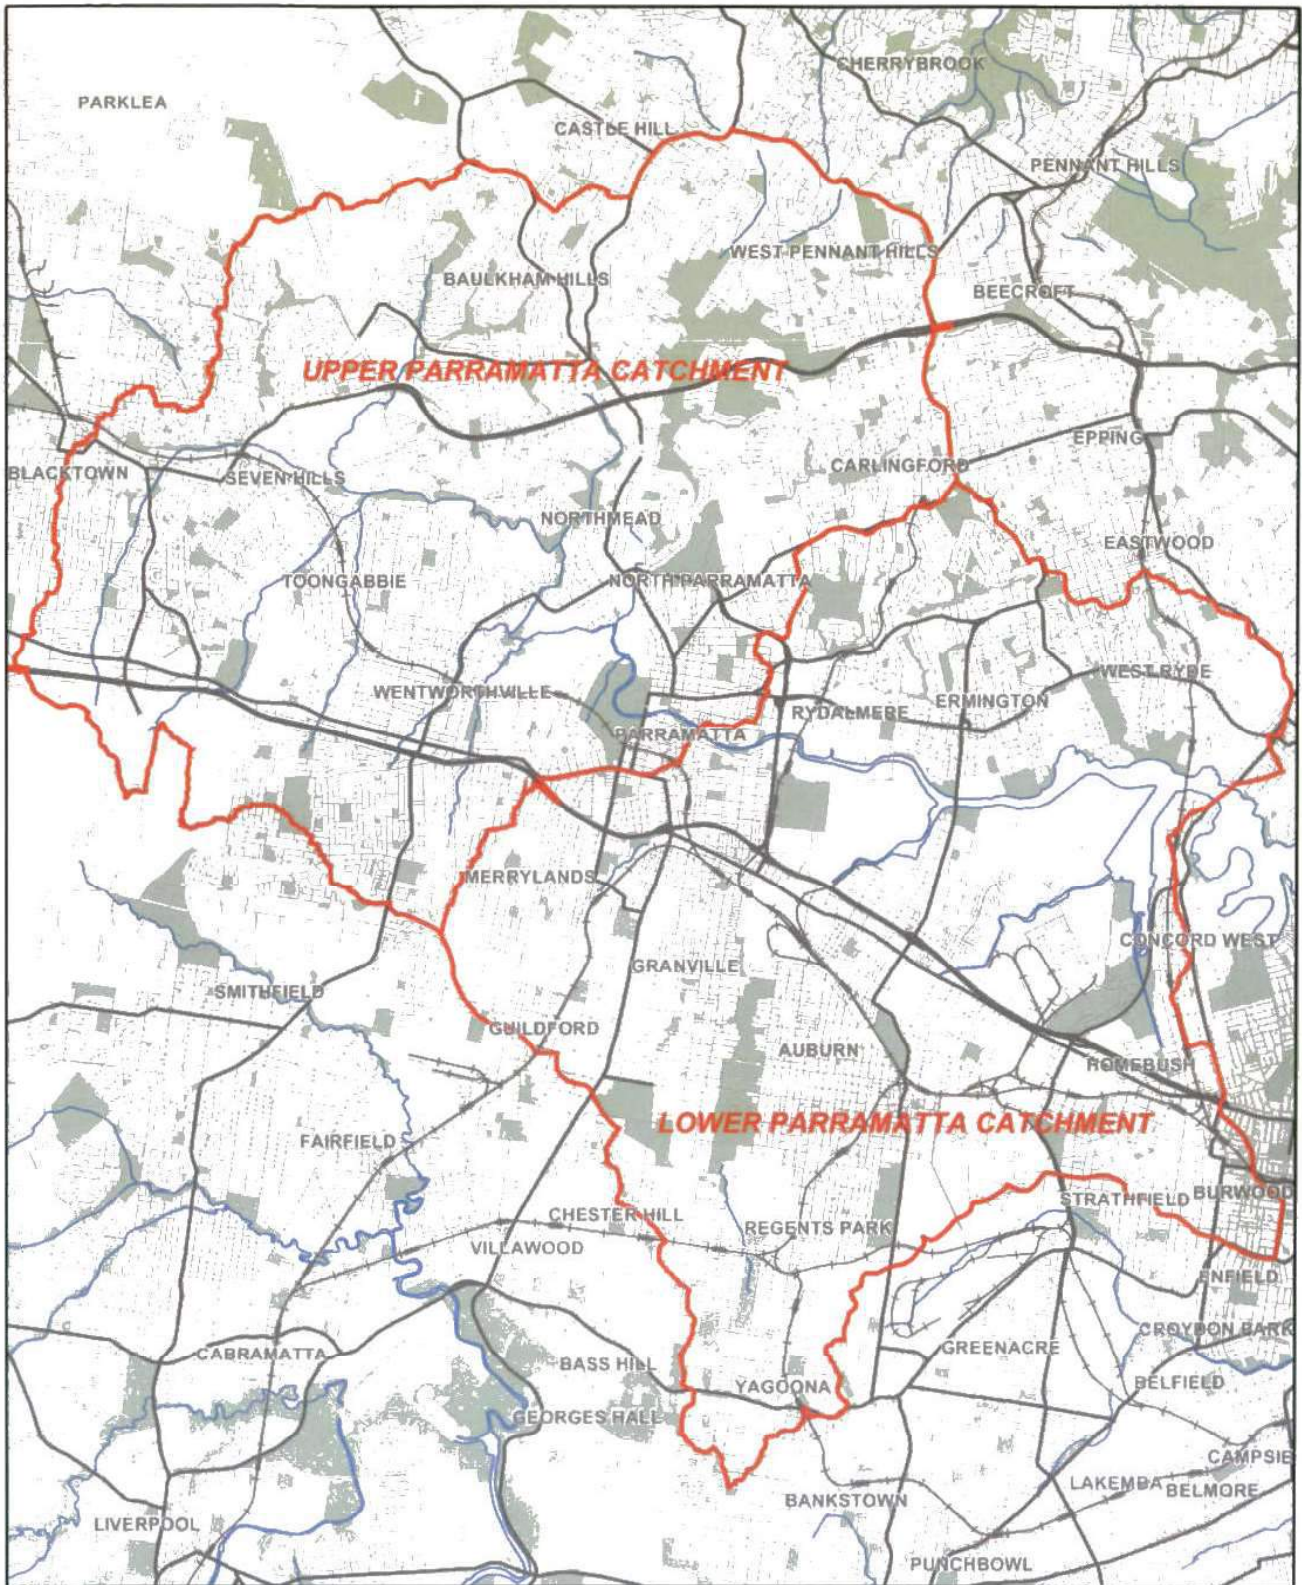 CHERRYBROOK
PARKLEA
CASTLE HILL
PENNANT HILLS
WEST PENNANT HILLS
BAULKHAM HILLS
BEECROFT
UPPER PARRAMATTA CATCHMENT
EPPING
CARLINGFORD
BLACKTOWN
SEVEN HILLS
NORTHMEAD
EASTWOOD
TOONGABBIE
NORTH PARRAMATTA
WEST RYDE
WENTWORTHVILLE
ERMINGTON
RYDALMERE
PARRAMATTA
MERRYLANDS
CONCORD WEST
GRANVILLE
SMITHFIELD
GUILDFORD
AUBURN
HOMEBUSH
LOWER PARRAMATTA CATCHMENT
FAIRFIELD
STRATHFIELD
BURWOOD
CHESTER HILL
REGENTS PARK
VILLAWOOD
ENFIELD
CROYDON PARK
GREENACRE
CABRAMATTA
BASS HILL
BELFIELD
YAGOONA
GEORGES HALL
CAMPSIE
LAKEMBA
BELMORE
BANKSTOWN
LIVERPOOL
PUNCHBOWL